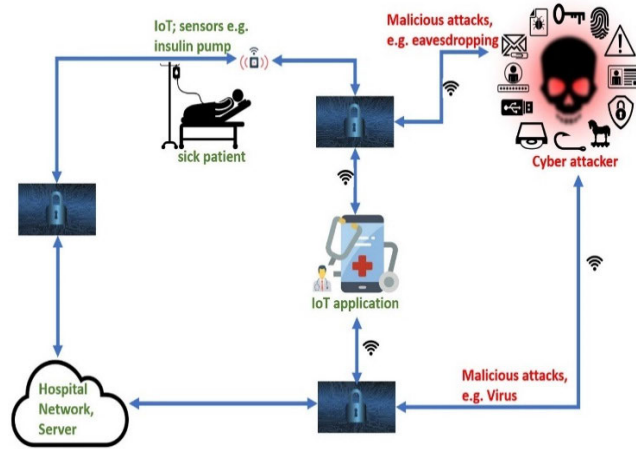 IoT; sensors e.g.
insulin pump
Malicious attacks,
e.g. eavesdropping
sick patient
Cyber attacker
IoT application
Hospital
Network,
Server
Malicious attacks,
e.g. Virus